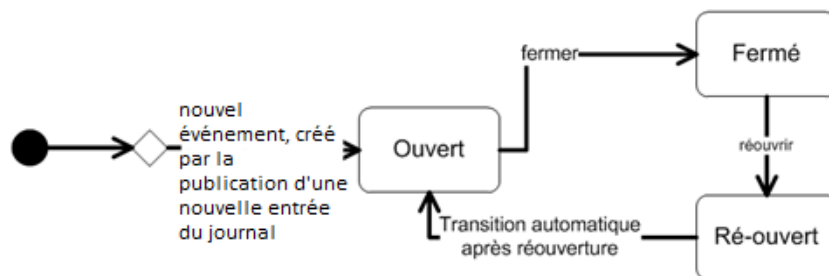 nouvel
événement, créé
par la
publication d'une
nouvelle entrée
du journal
Ouvert
fermer
Fermé
réouvrir
Ré-ouvert
Transition automatique
après réouverture